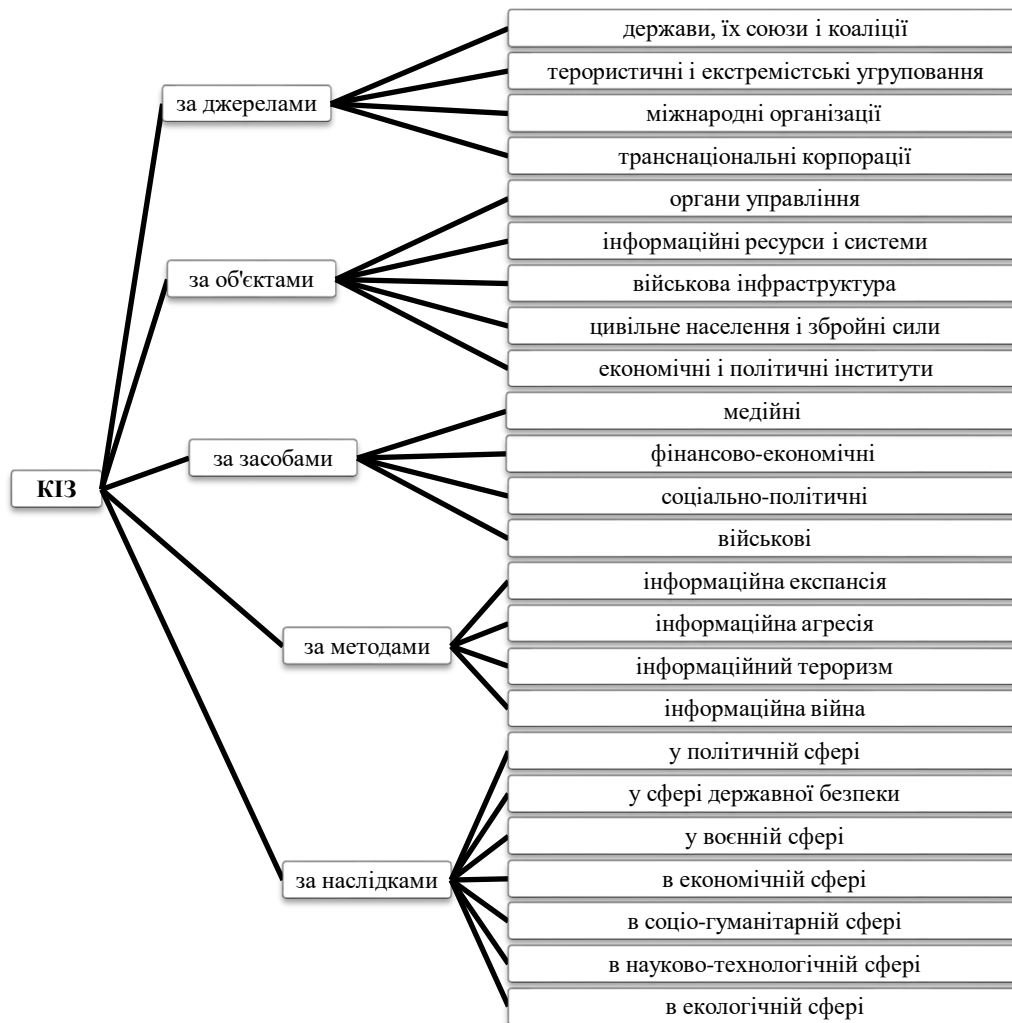 КІЗ
за джерелами
держави, їх союзи і коаліції
терористичні і екстремістські угруповання
міжнародні організації
транснаціональні корпорації
за об'єктами
органи управління
інформаційні ресурси і системи
військова інфраструктура
цивільне населення і збройні сили
економічні і політичні інститути
за засобами
медійні
фінансово-економічні
соціально-політичні
військові
за методами
інформаційна експансія
інформаційна агресія
інформаційний тероризм
інформаційна війна
за наслідками
у політичній сфері
у сфері державної безпеки
у воєнній сфері
в економічній сфері
в соціо-гуманітарній сфері
в науково-технологічній сфері
в екологічній сфері